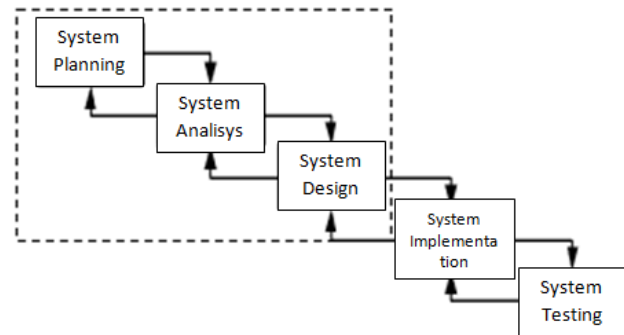 System
Planning
System
Analisys
System
Design
System
Implementa
tion
System
Testing